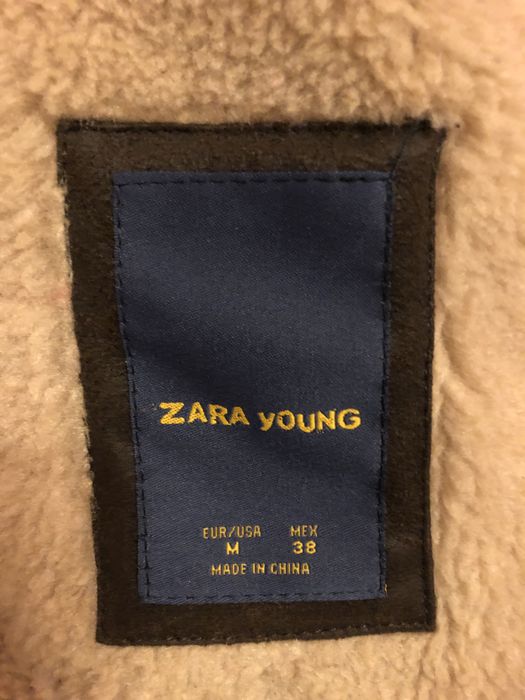 ZARA yOUNG
EUR/USA MEX
M 38
MADE IN CHINA